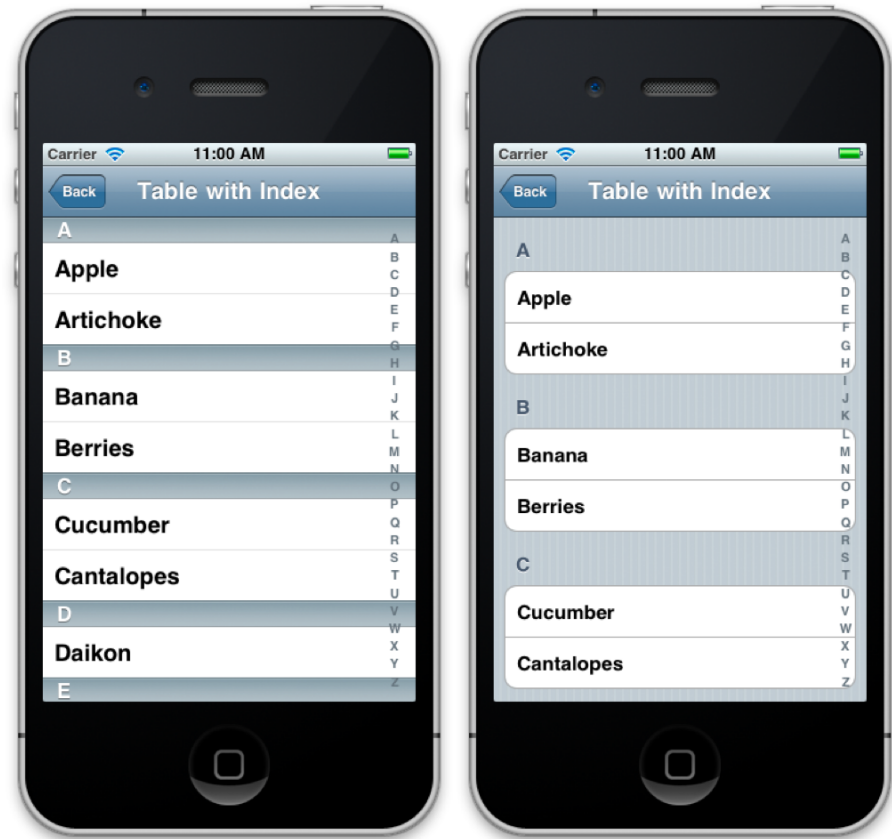 Carrier 11:00 AM
Back Table with Index
A
Apple
Artichoke
B
Banana
Berries
C
Cucumber
Cantalopes
D
Daikon
E
A
B
C
D
E
F
G
H
I
J
K
L
M
N
O
P
Q
R
S
T
U
V
W
X
Y
Z
Carrier 11:00 AM
Back Table with Index
A
Apple
Artichoke
B
Banana
Berries
C
Cucumber
Cantalopes
A
B
C
D
E
F
G
H
I
J
K
L
M
N
O
P
Q
R
S
T
U
V
W
X
Y
Z